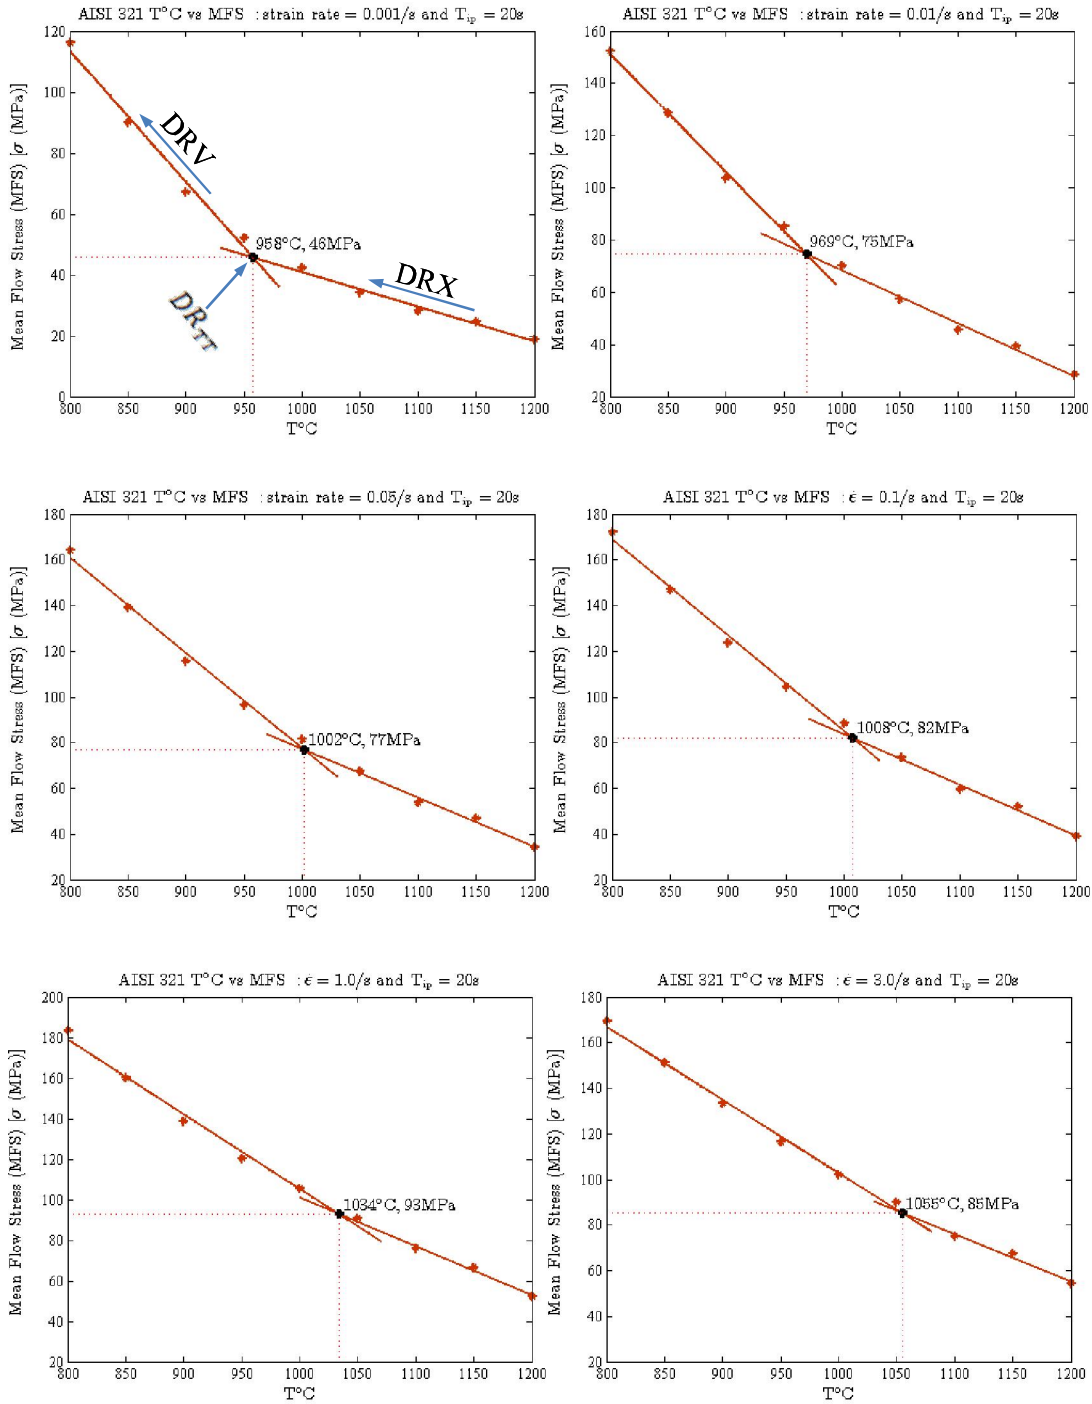 AISI 321 T°C vs MFS : strain rate = 0.001/s and T_ip = 20s
Mean Flow Stress (MFS) [σ (MPa)]
120
100
80
60
40
20
0
DRV
958°C, 46MPa
DRX
DR_TT
800 850 900 950 1000 1050 1100 1150 1200
T°C
AISI 321 T°C vs MFS : strain rate = 0.01/s and T_ip = 20s
Mean Flow Stress (MFS) [σ (MPa)]
160
140
120
100
80
60
40
20
969°C, 75MPa
800 850 900 950 1000 1050 1100 1150 1200
T°C
AISI 321 T°C vs MFS : strain rate = 0.05/s and T_ip = 20s
Mean Flow Stress (MFS) [σ (MPa)]
180
160
140
120
100
80
60
40
20
1002°C, 77MPa
800 850 900 950 1000 1050 1100 1150 1200
T°C
AISI 321 T°C vs MFS : ε̇ = 0.1/s and T_ip = 20s
Mean Flow Stress (MFS) [σ (MPa)]
180
160
140
120
100
80
60
40
20
1008°C, 82MPa
800 850 900 950 1000 1050 1100 1150 1200
T°C
AISI 321 T°C vs MFS : ε̇ = 1.0/s and T_ip = 20s
Mean Flow Stress (MFS) [σ (MPa)]
200
180
160
140
120
100
80
60
40
20
1034°C, 93MPa
800 850 900 950 1000 1050 1100 1150 1200
T°C
AISI 321 T°C vs MFS : ε̇ = 3.0/s and T_ip = 20s
Mean Flow Stress (MFS) [σ (MPa)]
180
160
140
120
100
80
60
40
20
1055°C, 85MPa
800 850 900 950 1000 1050 1100 1150 1200
T°C